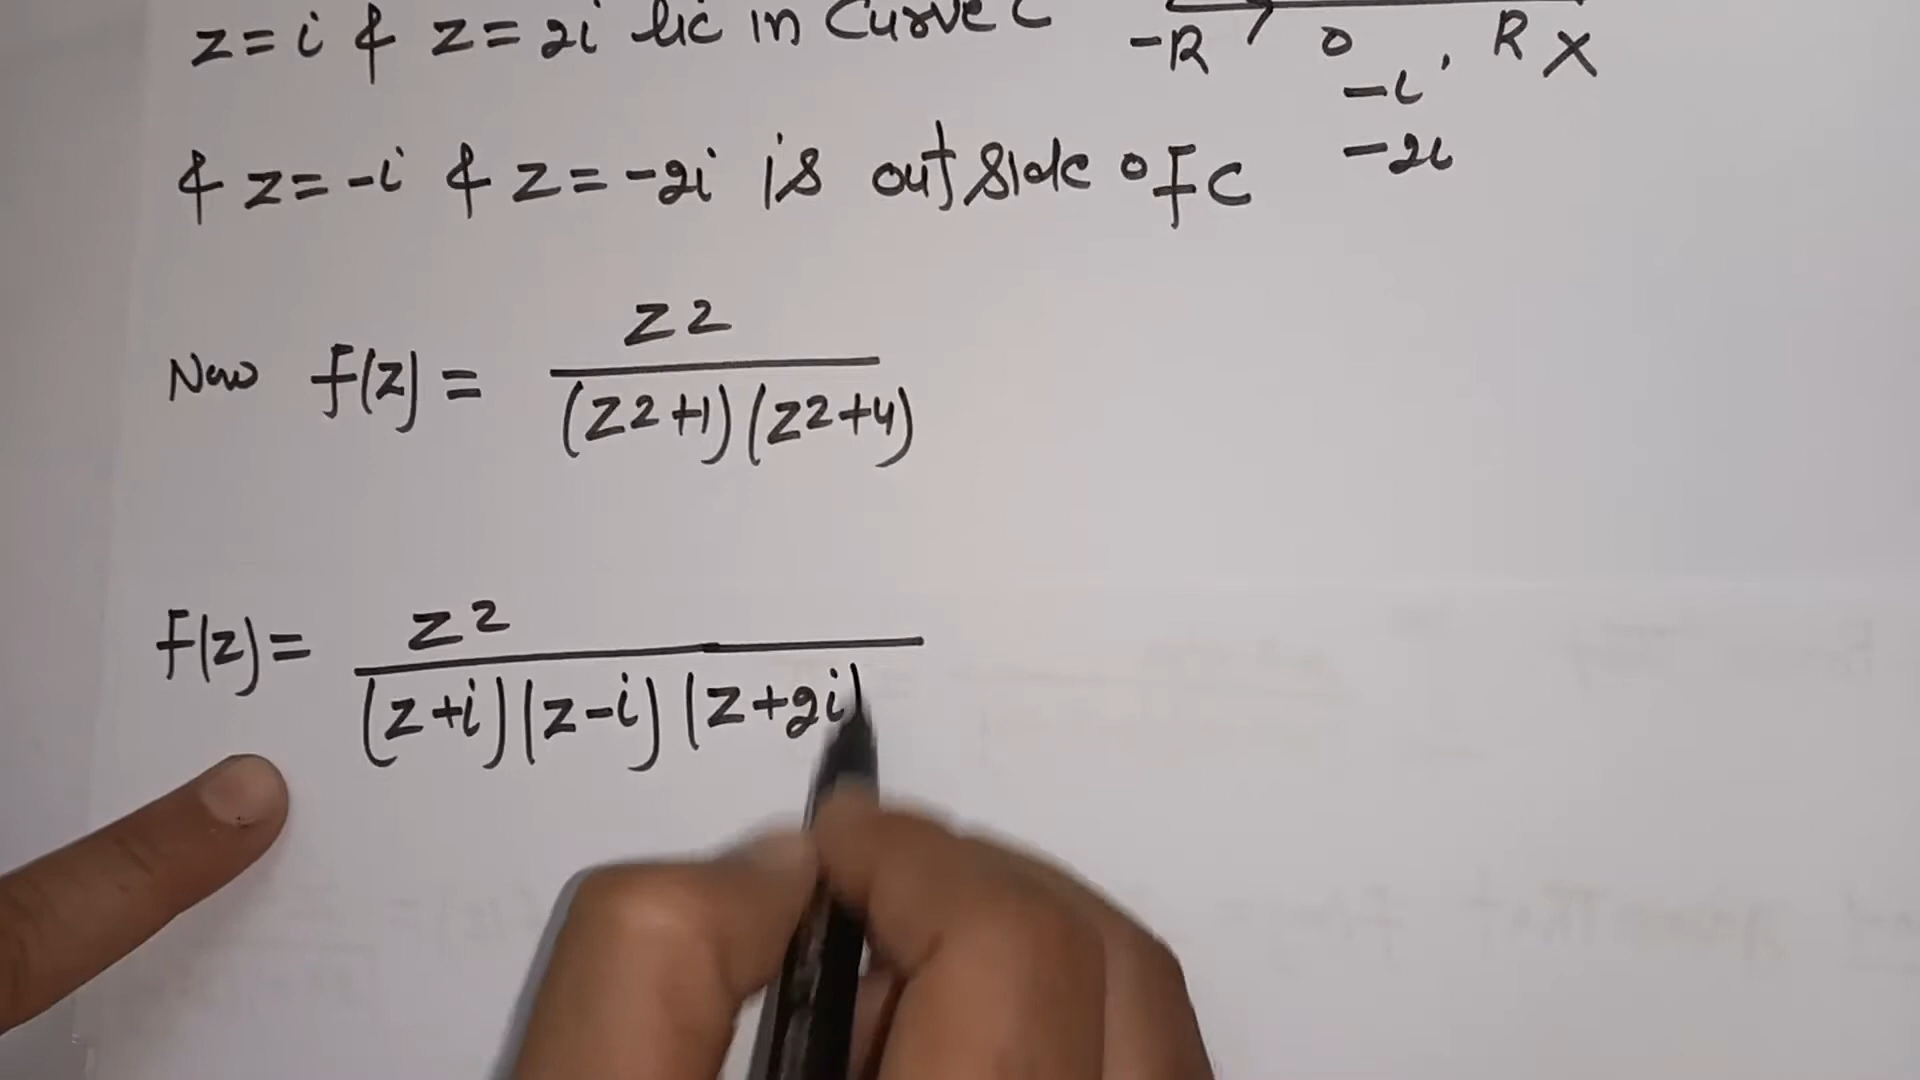 z=i & z=2i lie in Curve C
-R 0 R X
-i
& z=-i & z=-2i is outside of C
-2i
Now f(z) = z2 / (z2+1)(z2+4)
f(z) = z2 / (z+i)(z-i)(z+2i)